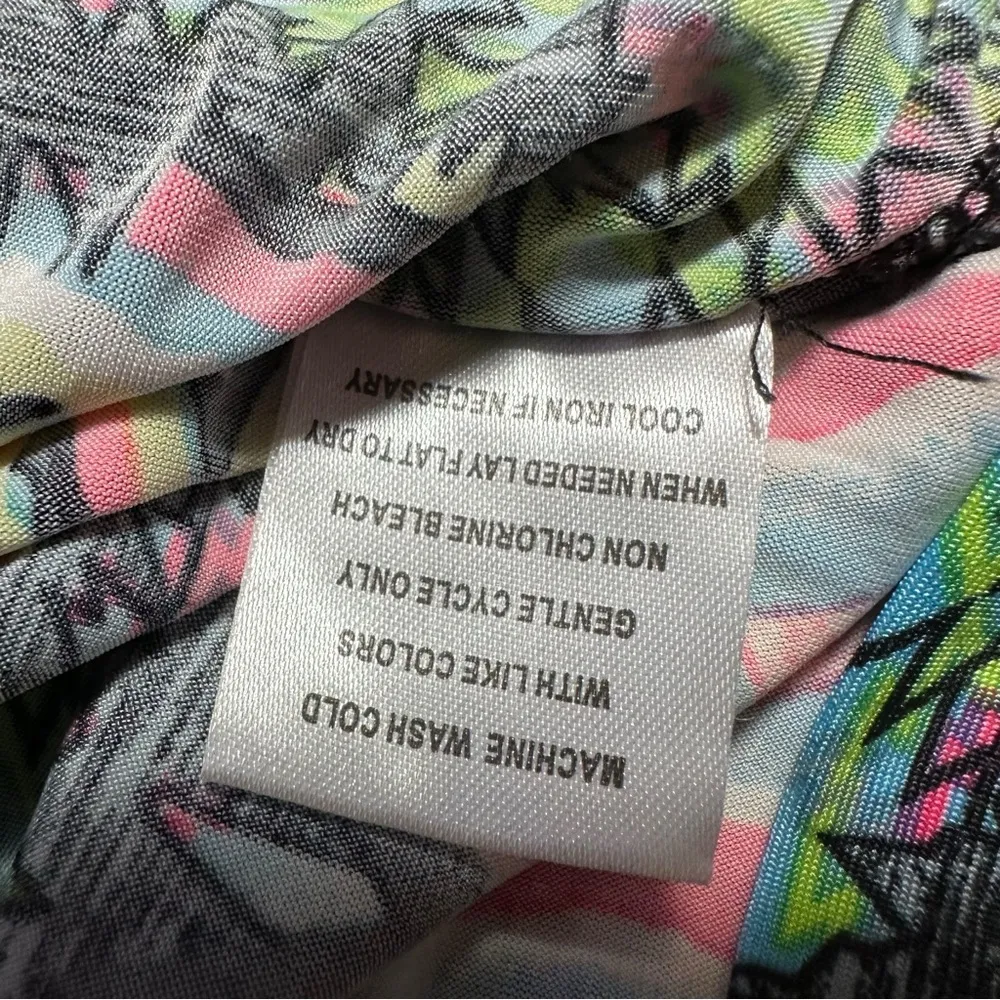 MACHINE WASH COLD
WITH LIKE COLORS
GENTLE CYCLE ONLY
NON CHLORINE BLEACH
WHEN NEEDED LAY FLAT TO DRY
COOL IRON IF NECESSARY